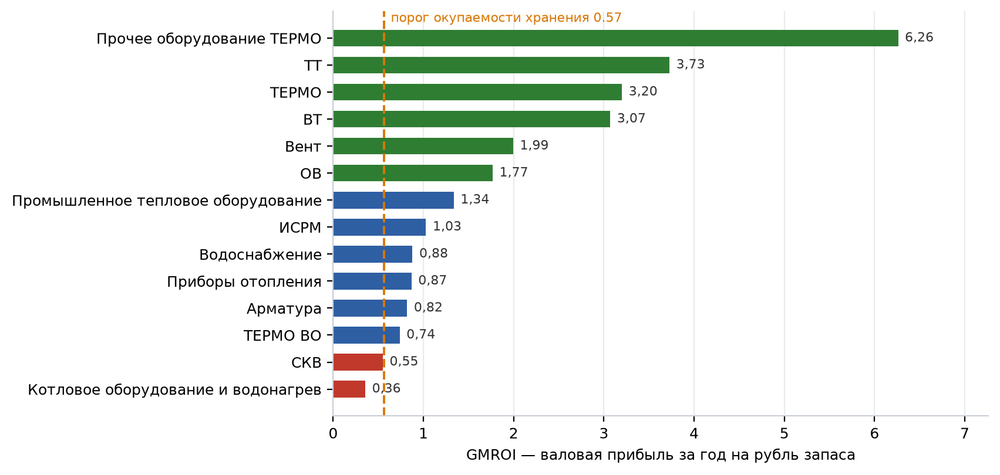 порог окупаемости хранения 0.57
Прочее оборудование ТЕРМО 6,26
ТТ 3,73
ТЕРМО 3,20
ВТ 3,07
Вент 1,99
ОВ 1,77
Промышленное тепловое оборудование 1,34
ИСРМ 1,03
Водоснабжение 0,88
Приборы отопления 0,87
Арматура 0,82
ТЕРМО ВО 0,74
СКВ 0,55
Котловое оборудование и водонагрев 0,36
0 1 2 3 4 5 6 7
GMROI — валовая прибыль за год на рубль запаса